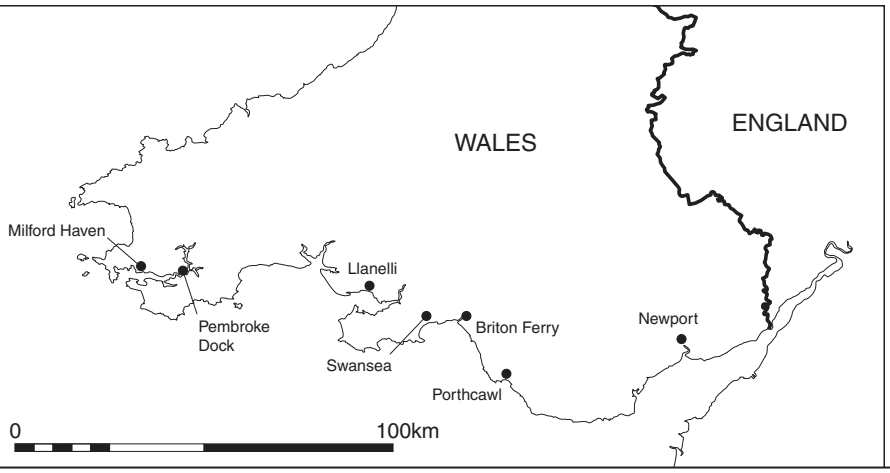 ENGLAND
WALES
Milford Haven
Llanelli
Pembroke
Dock
Briton Ferry
Newport
Swansea
Porthcawl
0
100km